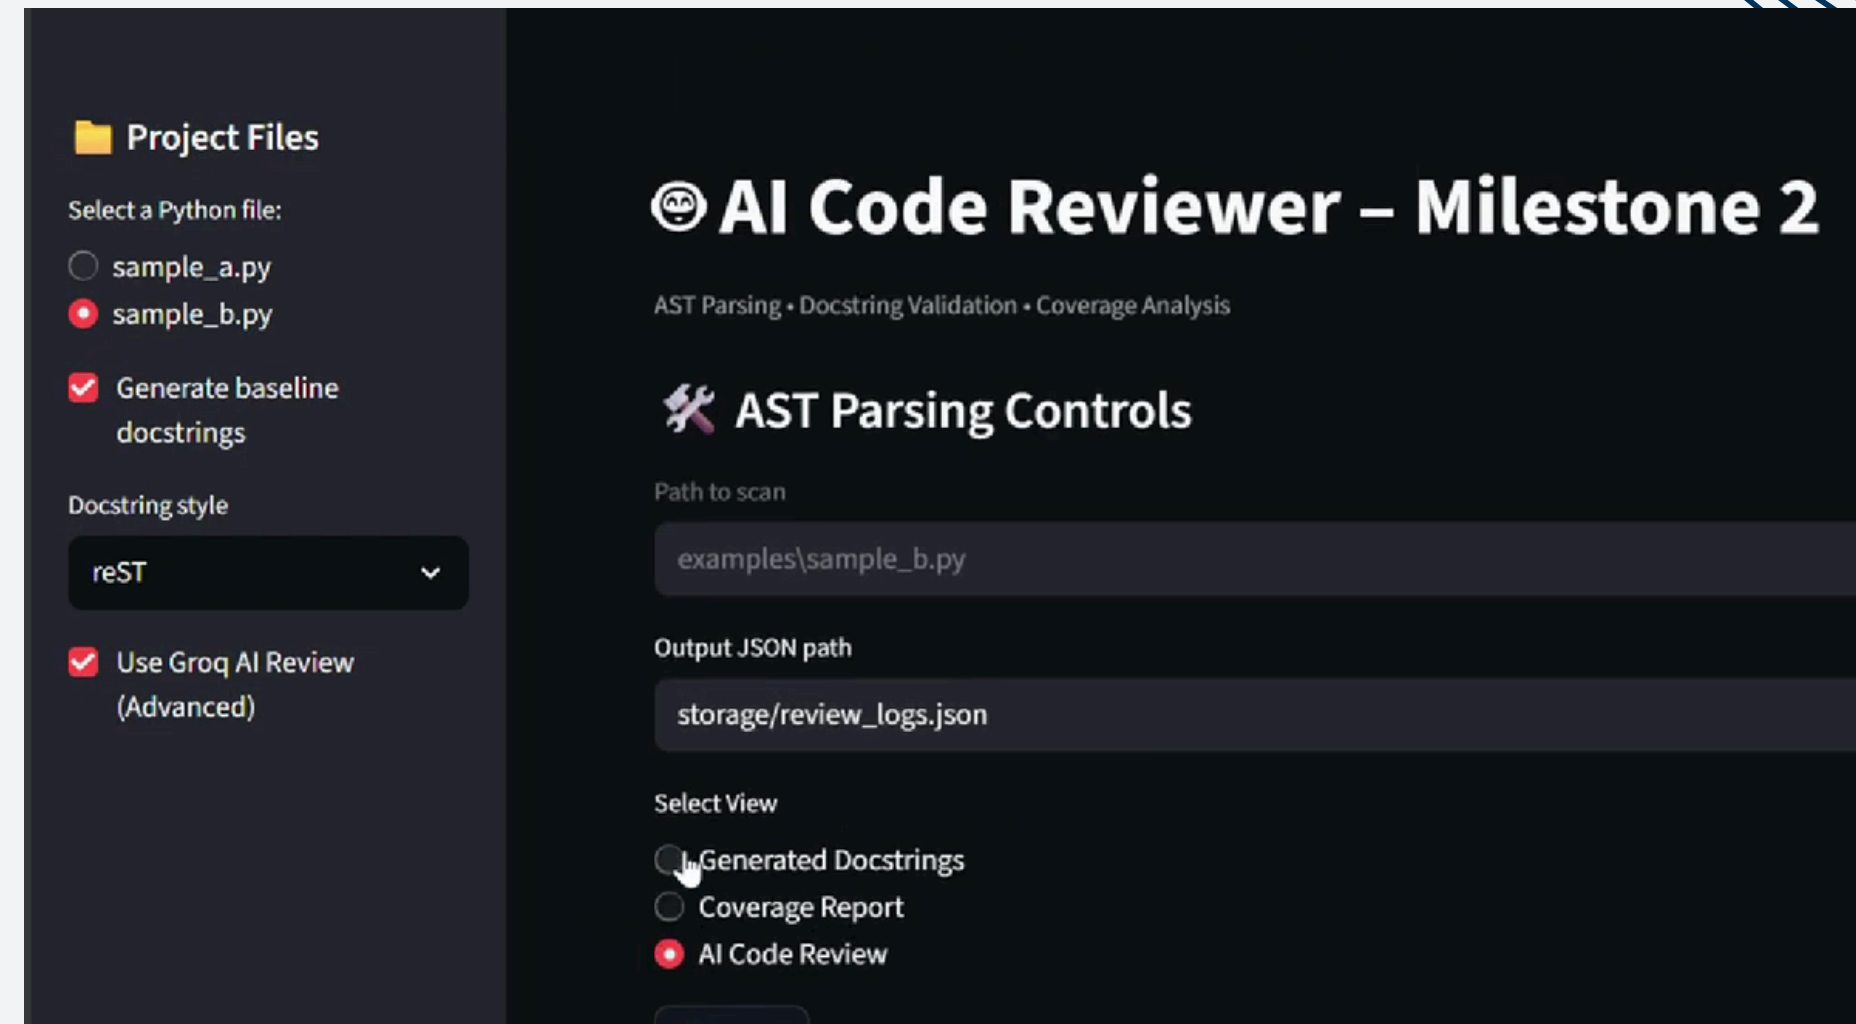 Project Files
Select a Python file:
sample_a.py
sample_b.py
Generate baseline
docstrings
Docstring style
reST
Use Groq AI Review
(Advanced)
AI Code Reviewer – Milestone 2
AST Parsing • Docstring Validation • Coverage Analysis
AST Parsing Controls
Path to scan
examples\sample_b.py
Output JSON path
storage/review_logs.json
Select View
Generated Docstrings
Coverage Report
AI Code Review